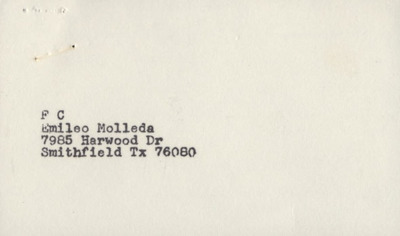 F C
Emileo Molleda
7985 Harwood Dr
Smithfield Tx 76080